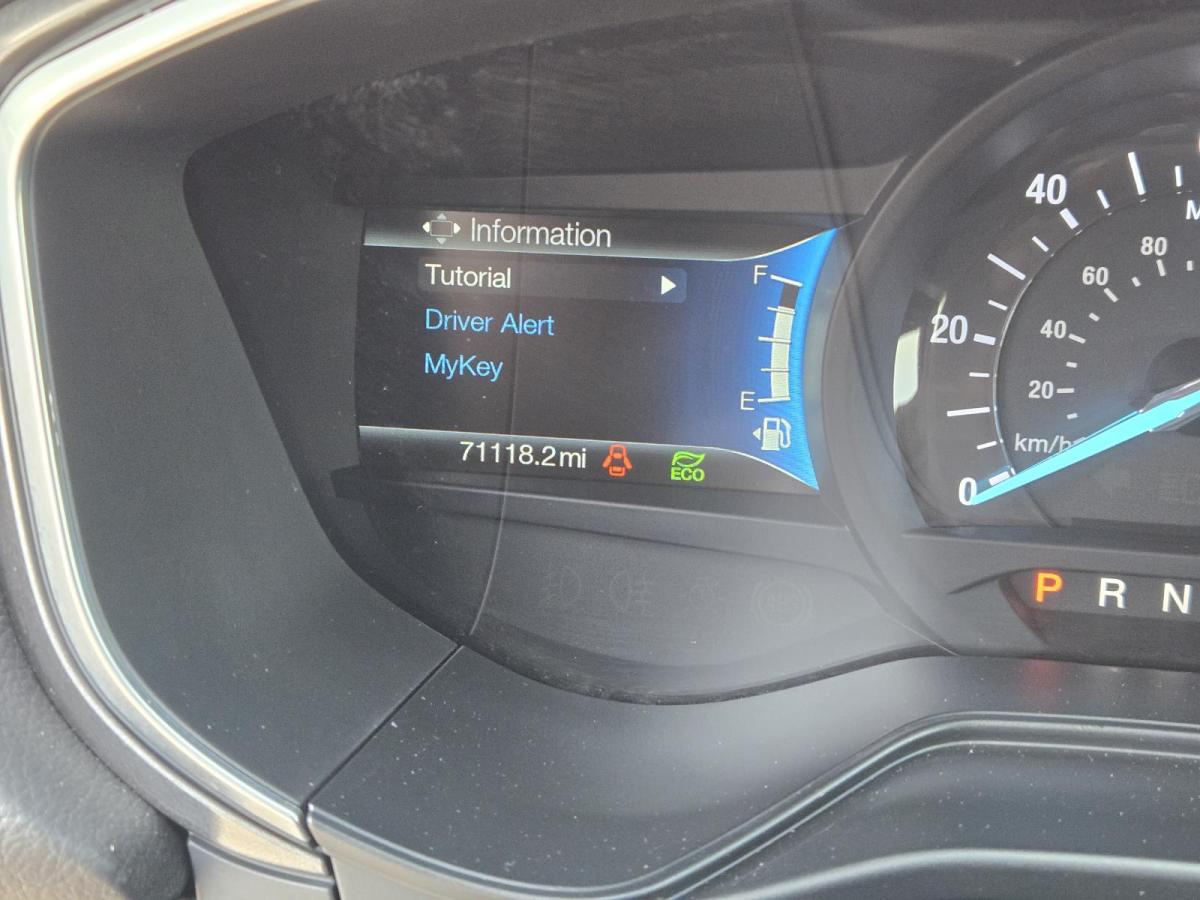 Information
Tutorial
Driver Alert
MyKey
F
E
71118.2mi
ECO
40
20
0
80
60
40
20
km/h
P R N